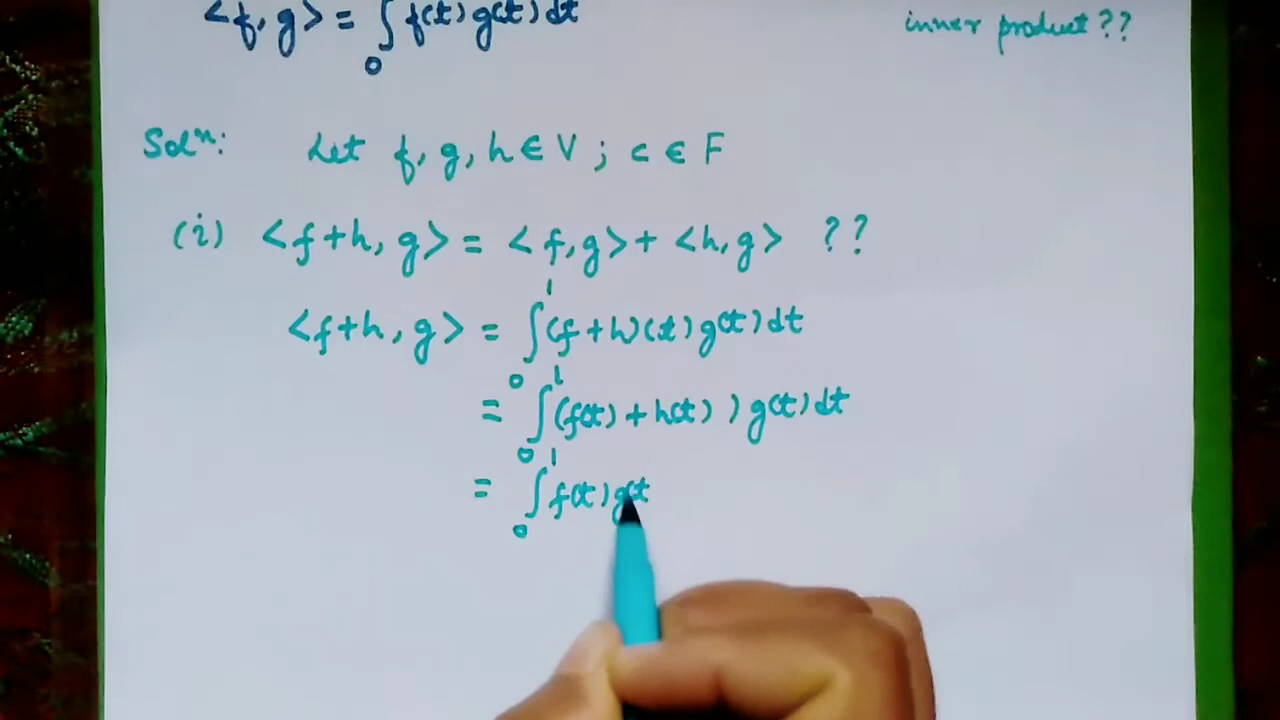 <f, g> = ∫₀ f(t) g(t) dt
inner product ??
Solⁿ: Let f, g, h ∈ V ; c ∈ F
(i) <f+h, g> = <f, g> + <h, g> ??
<f+h, g> = ∫₀¹ (f+h)(t) g(t) dt
= ∫₀¹ (f(t) + h(t)) g(t) dt
= ∫₀¹ f(t) g(t